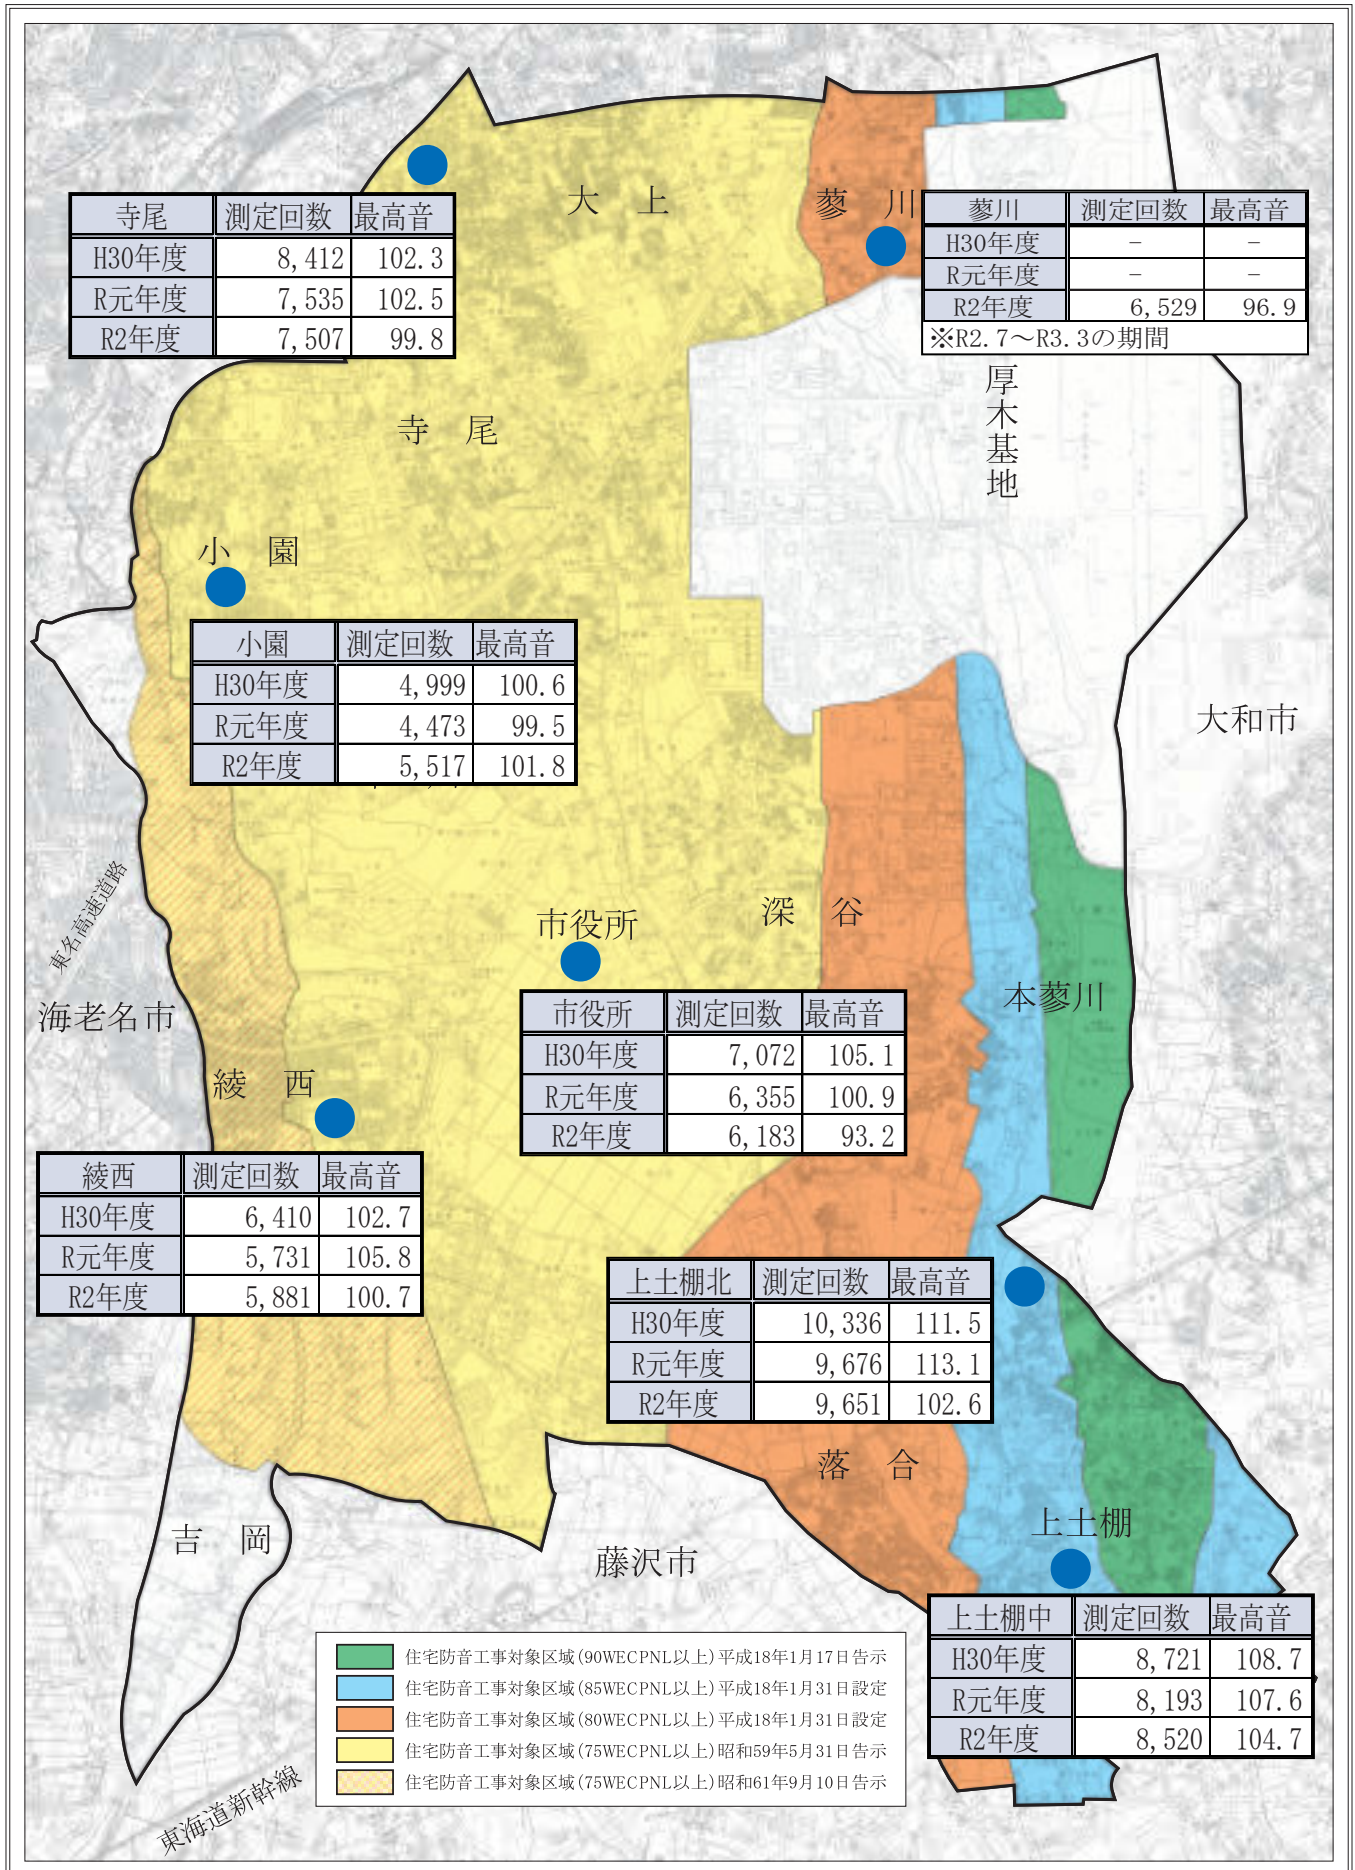 大　上
蓼　川
寺尾 測定回数 最高音
H30年度 8,412 102.3
R元年度 7,535 102.5
R2年度 7,507 99.8
蓼川 測定回数 最高音
H30年度 － －
R元年度 － －
R2年度 6,529 96.9
※R2.7～R3.3の期間
厚木基地
寺　尾
小　園
小園 測定回数 最高音
H30年度 4,999 100.6
R元年度 4,473 99.5
R2年度 5,517 101.8
大和市
東名高速道路
深　谷
市役所
市役所 測定回数 最高音
H30年度 7,072 105.1
R元年度 6,355 100.9
R2年度 6,183 93.2
本蓼川
海老名市
綾　西
綾西 測定回数 最高音
H30年度 6,410 102.7
R元年度 5,731 105.8
R2年度 5,881 100.7
上土棚北 測定回数 最高音
H30年度 10,336 111.5
R元年度 9,676 113.1
R2年度 9,651 102.6
落　合
上土棚
吉　岡
藤沢市
上土棚中 測定回数 最高音
H30年度 8,721 108.7
R元年度 8,193 107.6
R2年度 8,520 104.7
住宅防音工事対象区域(90WECPNL以上)平成18年1月17日告示
住宅防音工事対象区域(85WECPNL以上)平成18年1月31日設定
住宅防音工事対象区域(80WECPNL以上)平成18年1月31日設定
住宅防音工事対象区域(75WECPNL以上)昭和59年5月31日告示
住宅防音工事対象区域(75WECPNL以上)昭和61年9月10日告示
東海道新幹線